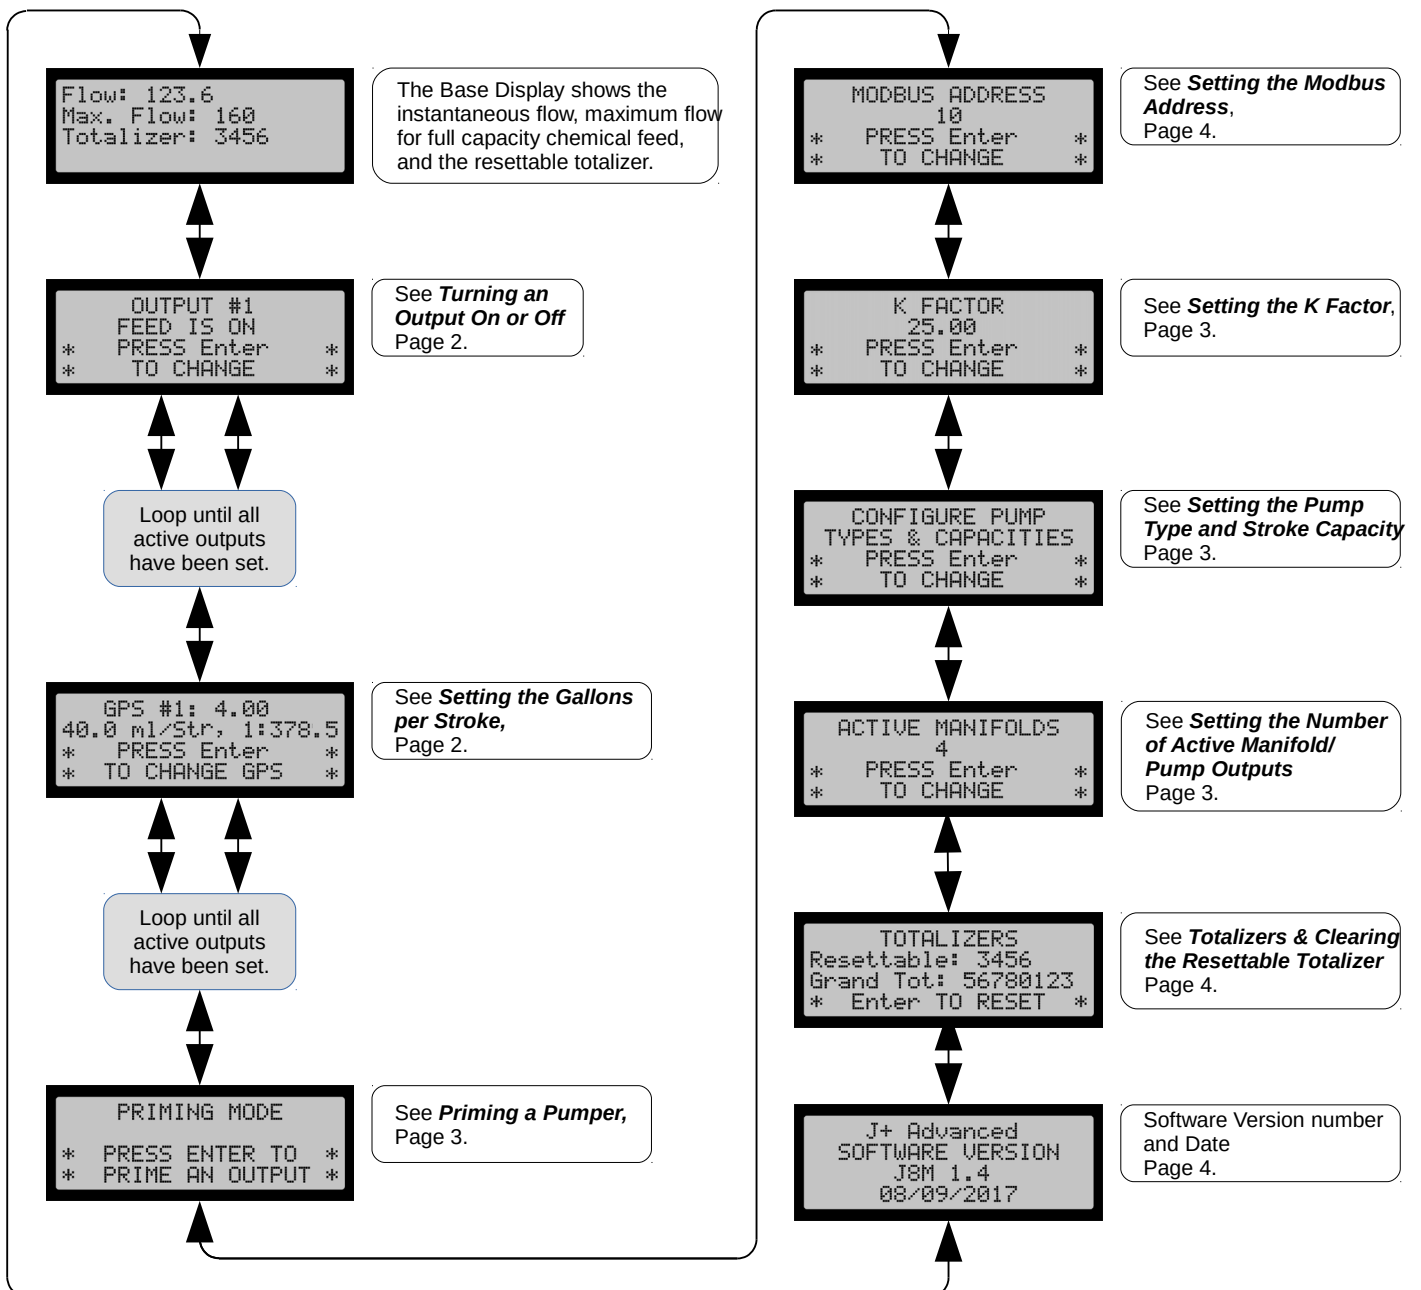 Flow: 123.6
Max. Flow: 160
Totalizer: 3456
The Base Display shows the
instantaneous flow, maximum flow
for full capacity chemical feed,
and the resettable totalizer.
OUTPUT #1
FEED IS ON
* PRESS Enter *
* TO CHANGE *
See Turning an
Output On or Off
Page 2.
Loop until all
active outputs
have been set.
GPS #1: 4.00
40.0 ml/Str, 1:378.5
* PRESS Enter *
* TO CHANGE GPS *
See Setting the Gallons
per Stroke,
Page 2.
Loop until all
active outputs
have been set.
PRIMING MODE
* PRESS ENTER TO *
* PRIME AN OUTPUT *
See Priming a Pumper,
Page 3.
MODBUS ADDRESS
10
* PRESS Enter *
* TO CHANGE *
See Setting the Modbus
Address,
Page 4.
K FACTOR
25.00
* PRESS Enter *
* TO CHANGE *
See Setting the K Factor,
Page 3.
CONFIGURE PUMP
TYPES & CAPACITIES
* PRESS Enter *
* TO CHANGE *
See Setting the Pump
Type and Stroke Capacity
Page 3.
ACTIVE MANIFOLDS
4
* PRESS Enter *
* TO CHANGE *
See Setting the Number
of Active Manifold/
Pump Outputs
Page 3.
TOTALIZERS
Resettable: 3456
Grand Tot: 56780123
* Enter TO RESET *
See Totalizers & Clearing
the Resettable Totalizer
Page 4.
J+ Advanced
SOFTWARE VERSION
J8M 1.4
08/09/2017
Software Version number
and Date
Page 4.